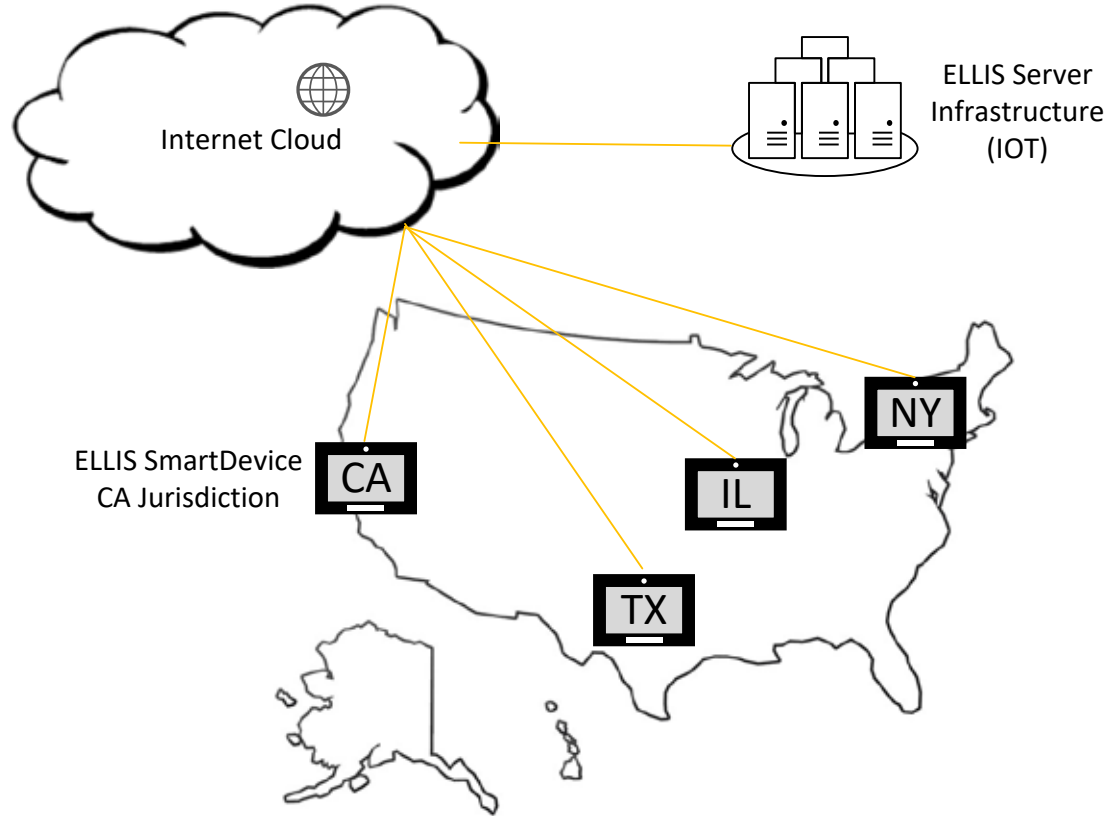 Internet Cloud
ELLIS Server
Infrastructure
(IOT)
NY
ELLIS SmartDevice
CA Jurisdiction
CA
IL
TX